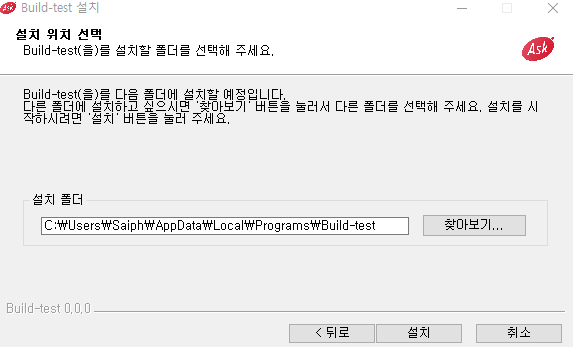 Ask Build-test 설치
설치 위치 선택
Build-test(을)를 설치할 폴더를 선택해 주세요.
Ask
Build-test(을)를 다음 폴더에 설치할 예정입니다.
다른 폴더에 설치하고 싶으시면 '찾아보기' 버튼을 눌러서 다른 폴더를 선택해 주세요. 설치를 시
작하시려면 '설치' 버튼을 눌러 주세요.
설치 폴더
C:₩Users₩Saiph₩AppData₩Local₩Programs₩Build-test
찾아보기...
Build-test 0.0.0
< 뒤로
설치
취소